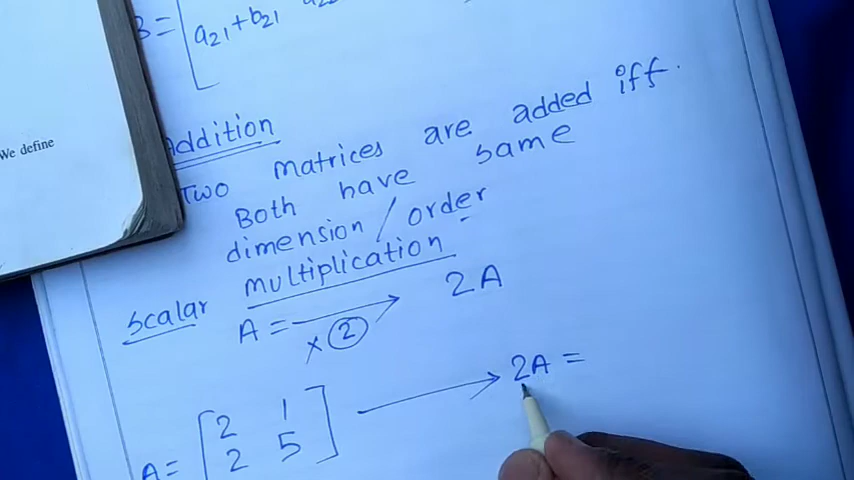 B = [
a21 + b21
We define
addition
Two matrices are added iff.
Both have same
dimension / order
Scalar multiplication
A = → 2A
× 2
A = [ 2 1 → 2A =
2 5 ]